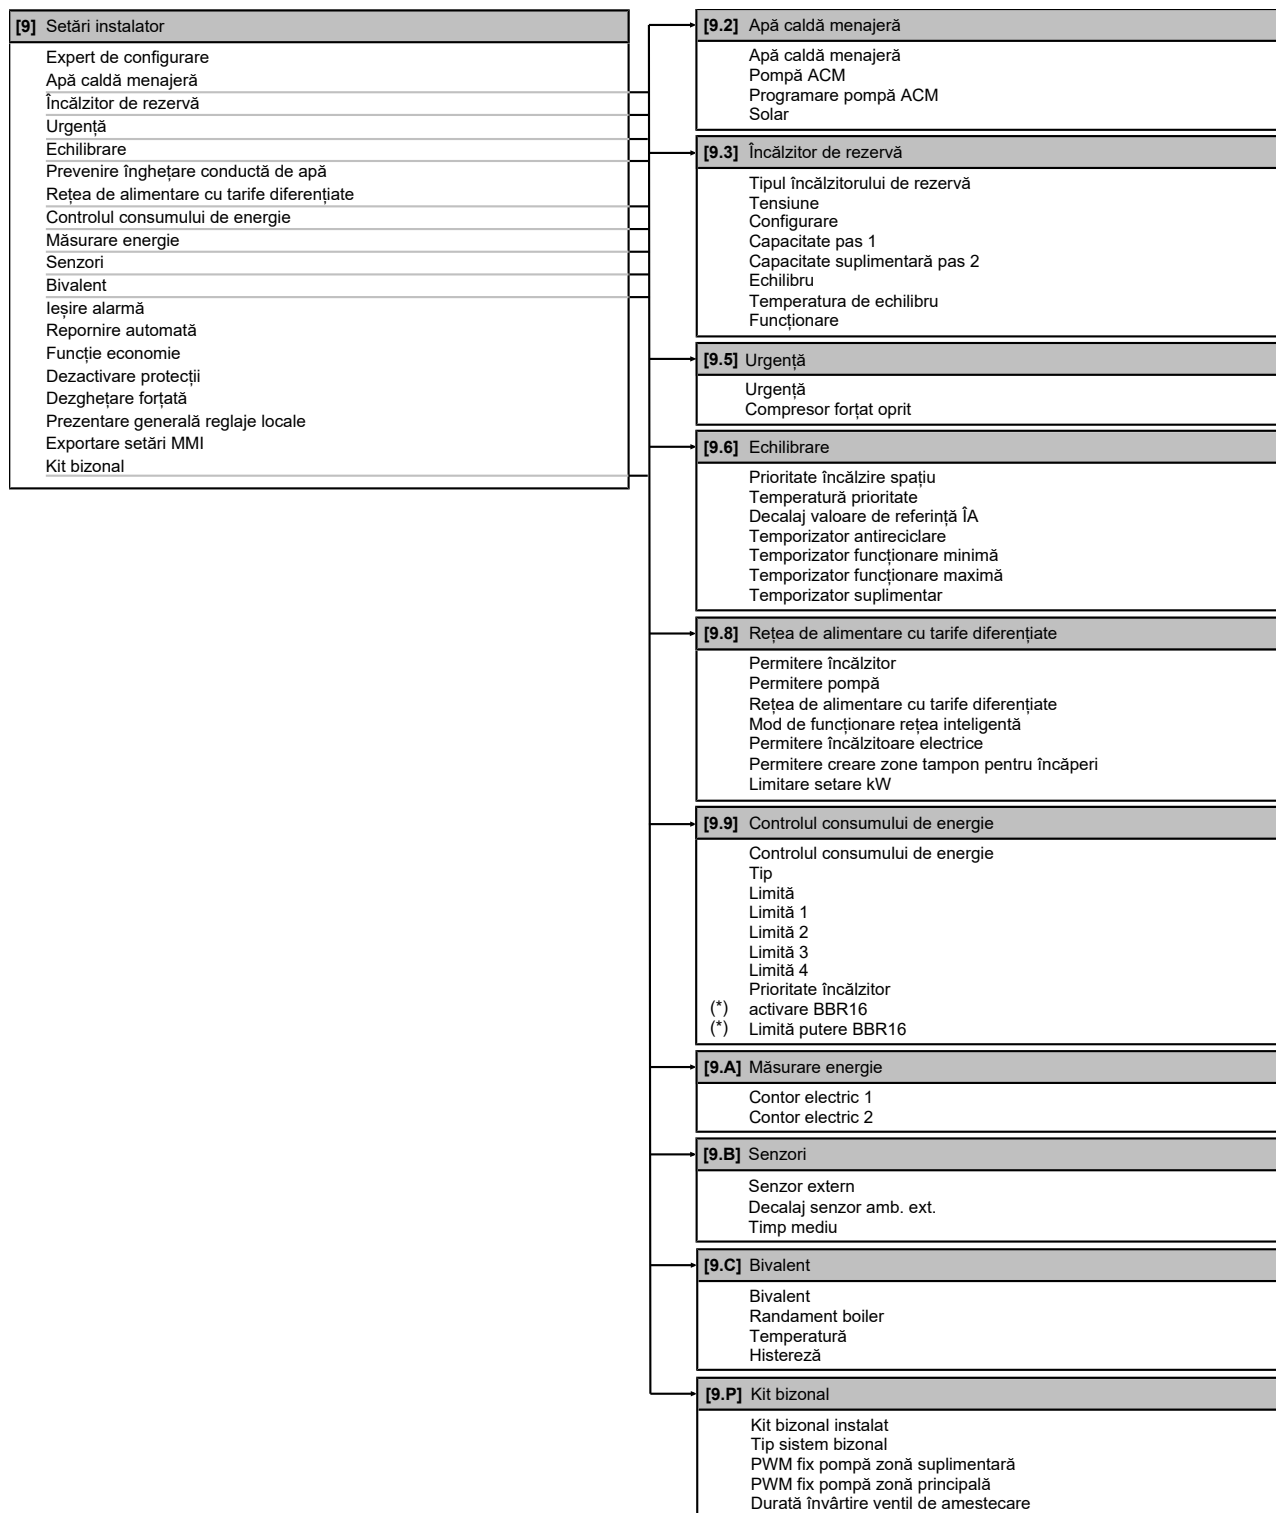 [9] Setări instalator
Expert de configurare
Apă caldă menajeră
Încălzitor de rezervă
Urgență
Echilibrare
Prevenire înghețare conductă de apă
Rețea de alimentare cu tarife diferențiate
Controlul consumului de energie
Măsurare energie
Senzori
Bivalent
Ieșire alarmă
Repornire automată
Funcție economie
Dezactivare protecții
Dezghețare forțată
Prezentare generală reglaje locale
Exportare setări MMI
Kit bizonal
[9.2] Apă caldă menajeră
Apă caldă menajeră
Pompă ACM
Programare pompă ACM
Solar
[9.3] Încălzitor de rezervă
Tipul încălzitorului de rezervă
Tensiune
Configurare
Capacitate pas 1
Capacitate suplimentară pas 2
Echilibru
Temperatura de echilibru
Funcționare
[9.5] Urgență
Urgență
Compresor forțat oprit
[9.6] Echilibrare
Prioritate încălzire spațiu
Temperatură prioritate
Decalaj valoare de referință ÎA
Temporizator antireciclare
Temporizator funcționare minimă
Temporizator funcționare maximă
Temporizator suplimentar
[9.8] Rețea de alimentare cu tarife diferențiate
Permitere încălzitor
Permitere pompă
Rețea de alimentare cu tarife diferențiate
Mod de funcționare rețea inteligentă
Permitere încălzitoare electrice
Permitere creare zone tampon pentru încăperi
Limitare setare kW
[9.9] Controlul consumului de energie
Controlul consumului de energie
Tip
Limită
Limită 1
Limită 2
Limită 3
Limită 4
Prioritate încălzitor
(*) activare BBR16
(*) Limită putere BBR16
[9.A] Măsurare energie
Contor electric 1
Contor electric 2
[9.B] Senzori
Senzor extern
Decalaj senzor amb. ext.
Timp mediu
[9.C] Bivalent
Bivalent
Randament boiler
Temperatură
Histereză
[9.P] Kit bizonal
Kit bizonal instalat
Tip sistem bizonal
PWM fix pompă zonă suplimentară
PWM fix pompă zonă principală
Durată învârtire ventil de amestecare